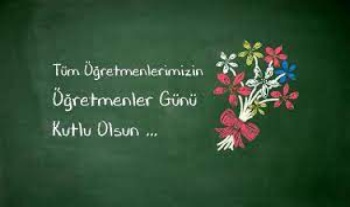 Tüm Öğretmenlerimizin
Öğretmenler Günü
Kutlu Olsun ...